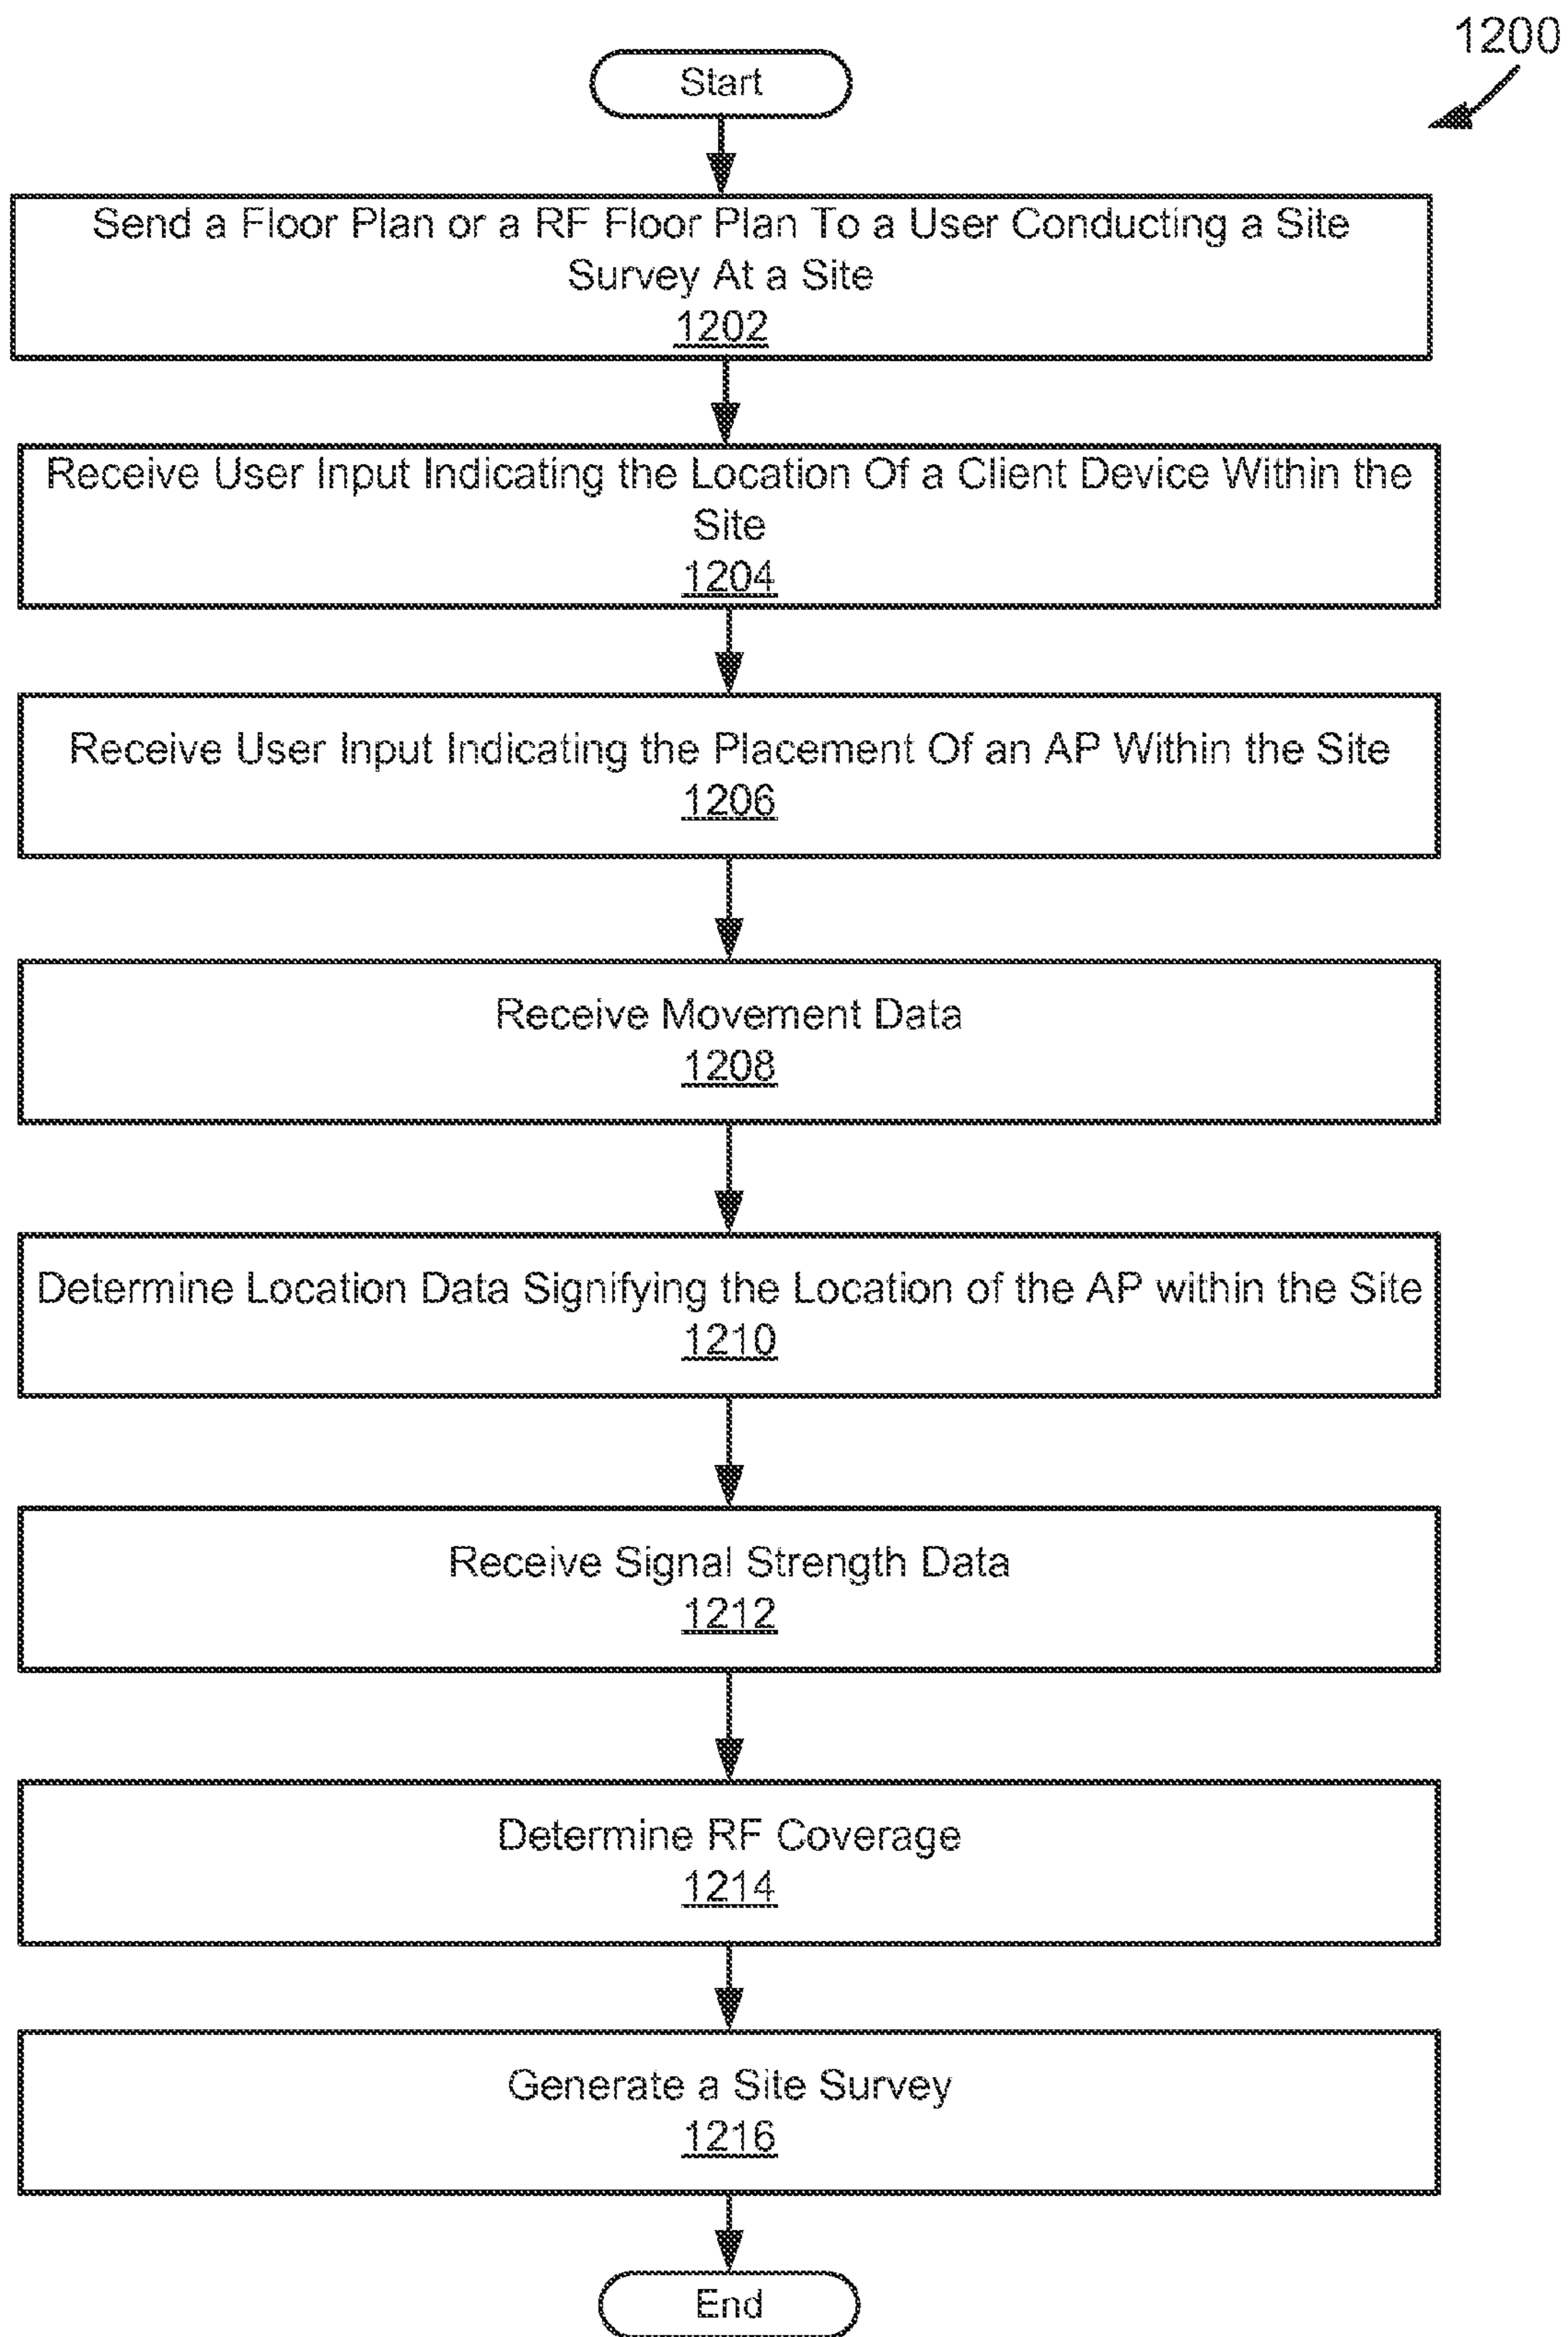 1200
Start
Send a Floor Plan or a RF Floor Plan To a User Conducting a Site
Survey At a Site
1202
Receive User Input Indicating the Location Of a Client Device Within the
Site
1204
Receive User Input Indicating the Placement Of an AP Within the Site
1206
Receive Movement Data
1208
Determine Location Data Signifying the Location of the AP within the Site
1210
Receive Signal Strength Data
1212
Determine RF Coverage
1214
Generate a Site Survey
1216
End